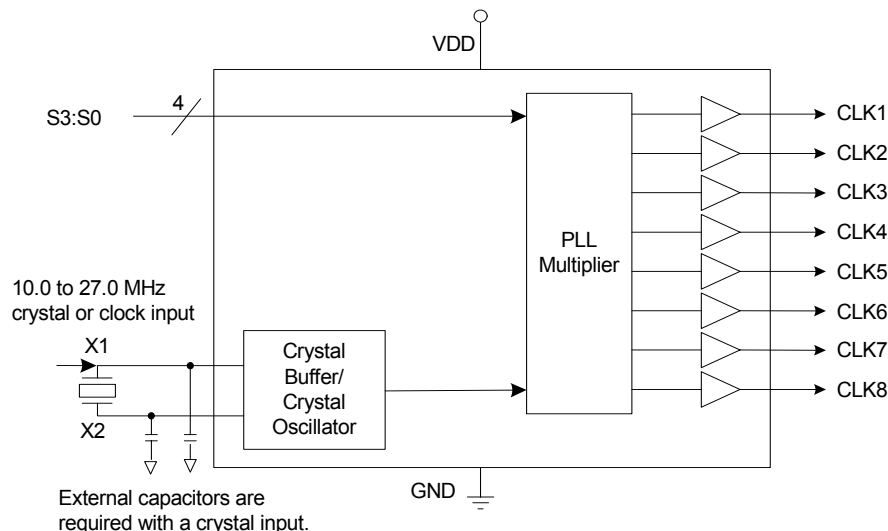 VDD
4
S3:S0
CLK1
CLK2
CLK3
CLK4
PLL
Multiplier
CLK5
CLK6
CLK7
CLK8
10.0 to 27.0 MHz
crystal or clock input
X1
X2
Crystal
Buffer/
Crystal
Oscillator
GND
External capacitors are
required with a crystal input.